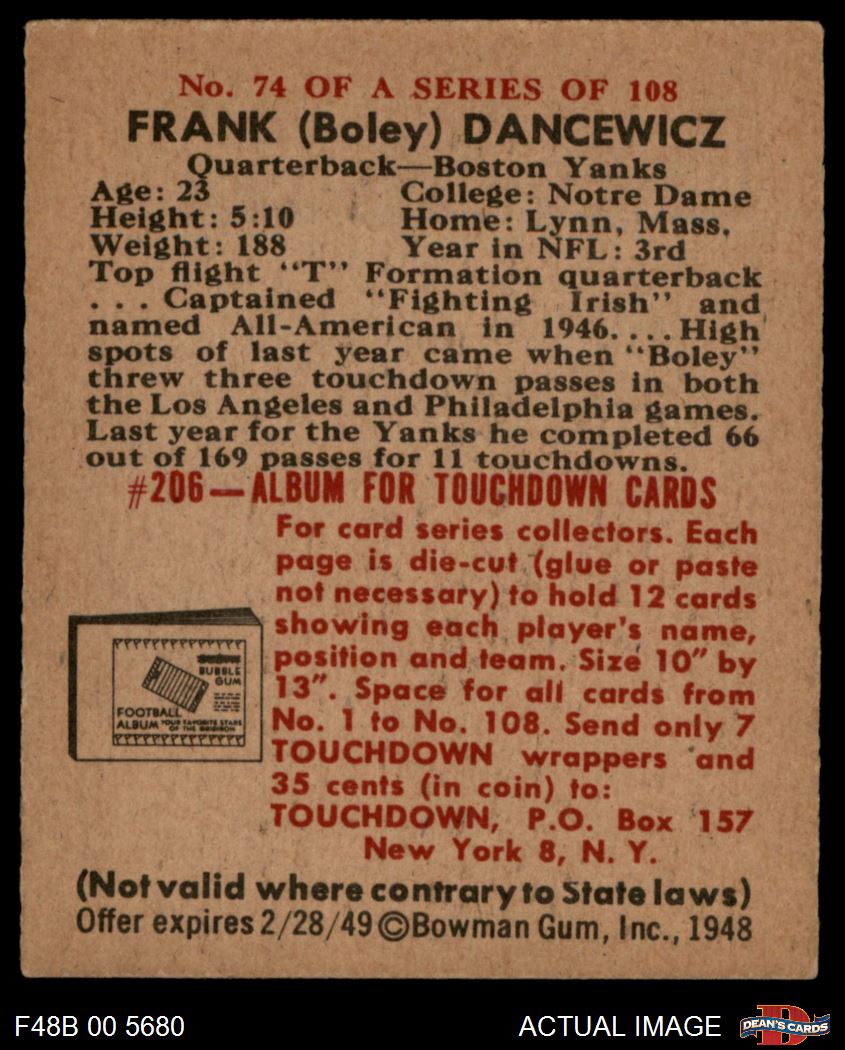 No. 74 OF A SERIES OF 108
FRANK (Boley) DANCEWICZ
Quarterback—Boston Yanks
Age: 23 College: Notre Dame
Height: 5:10 Home: Lynn, Mass.
Weight: 188 Year in NFL: 3rd
Top flight "T" Formation quarterback
. . . Captained "Fighting Irish" and
named All-American in 1946. . . . High
spots of last year came when "Boley"
threw three touchdown passes in both
the Los Angeles and Philadelphia games.
Last year for the Yanks he completed 66
out of 169 passes for 11 touchdowns.
#206—ALBUM FOR TOUCHDOWN CARDS
For card series collectors. Each
page is die-cut (glue or paste
not necessary) to hold 12 cards
showing each player's name,
position and team. Size 10" by
13". Space for all cards from
No. 1 to No. 108. Send only 7
TOUCHDOWN wrappers and
35 cents (in coin) to:
TOUCHDOWN, P.O. Box 157
New York 8, N. Y.
BUBBLE
GUM
FOOTBALL
ALBUM YOUR FAVORITE STARS
OF THE GRIDIRON
(Not valid where contrary to State laws)
Offer expires 2/28/49 ©Bowman Gum, Inc., 1948
F48B 00 5680
ACTUAL IMAGE
D
DEAN'S CARDS